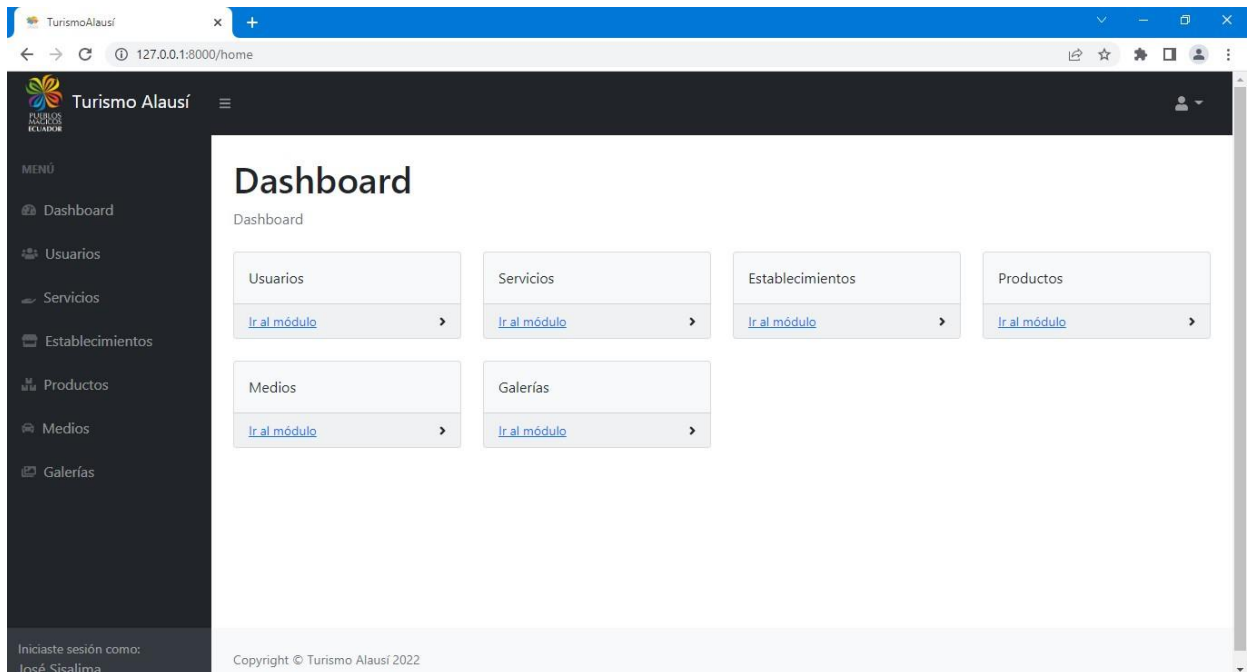 TurismoAlausí
127.0.0.1:8000/home
PUEBLOS
MÁGICOS
ECUADOR
Turismo Alausí
MENÚ
Dashboard
Usuarios
Servicios
Establecimientos
Productos
Medios
Galerías
Iniciaste sesión como:
José Sisalima
Dashboard
Dashboard
Usuarios
Ir al módulo
Servicios
Ir al módulo
Establecimientos
Ir al módulo
Productos
Ir al módulo
Medios
Ir al módulo
Galerías
Ir al módulo
Copyright © Turismo Alausí 2022